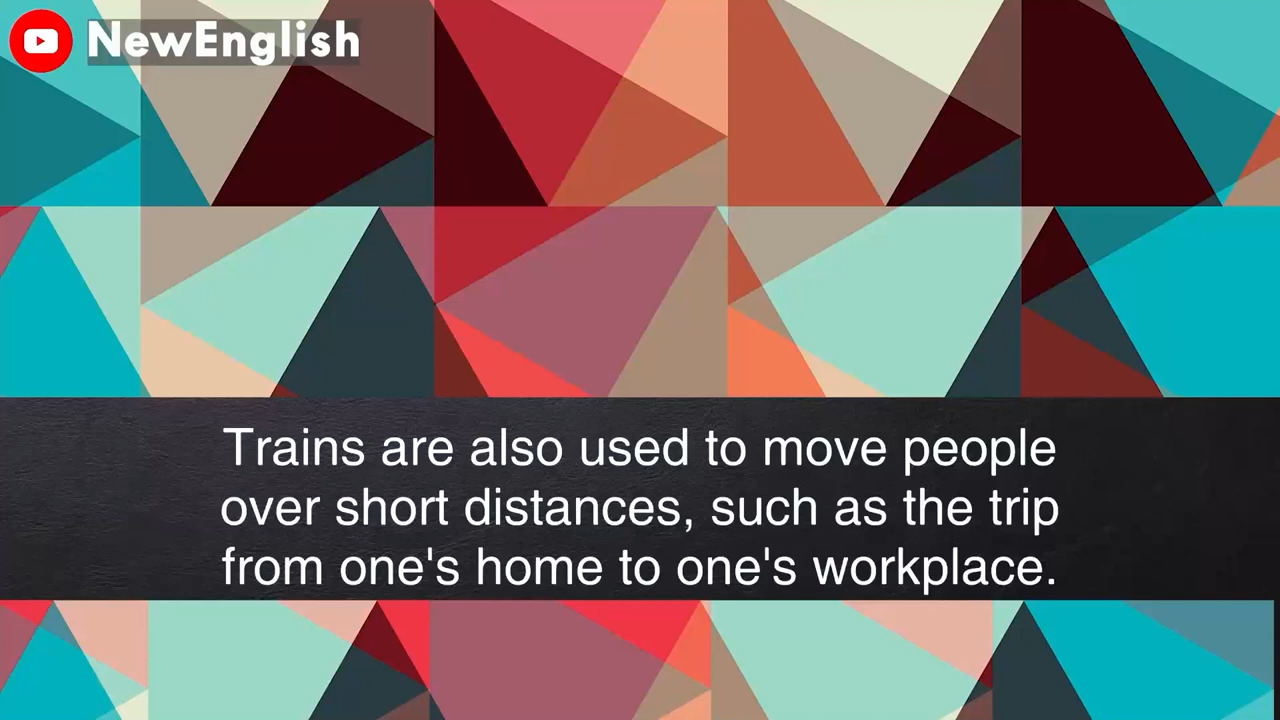 NewEnglish
Trains are also used to move people
over short distances, such as the trip
from one's home to one's workplace.